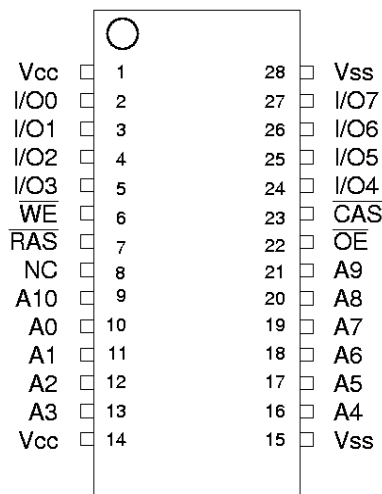 Vcc 1 28 Vss
I/O0 2 27 I/O7
I/O1 3 26 I/O6
I/O2 4 25 I/O5
I/O3 5 24 I/O4
WE 6 23 CAS
RAS 7 22 OE
NC 8 21 A9
A10 9 20 A8
A0 10 19 A7
A1 11 18 A6
A2 12 17 A5
A3 13 16 A4
Vcc 14 15 Vss